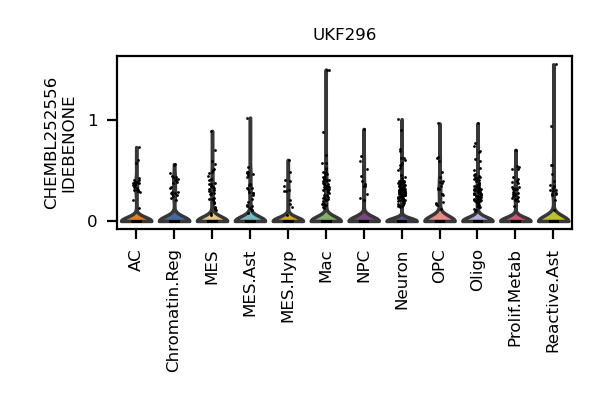 UKF296
CHEMBL252556
IDEBENONE
1
0
AC
Chromatin.Reg
MES
MES.Ast
MES.Hyp
Mac
NPC
Neuron
OPC
Oligo
Prolif.Metab
Reactive.Ast